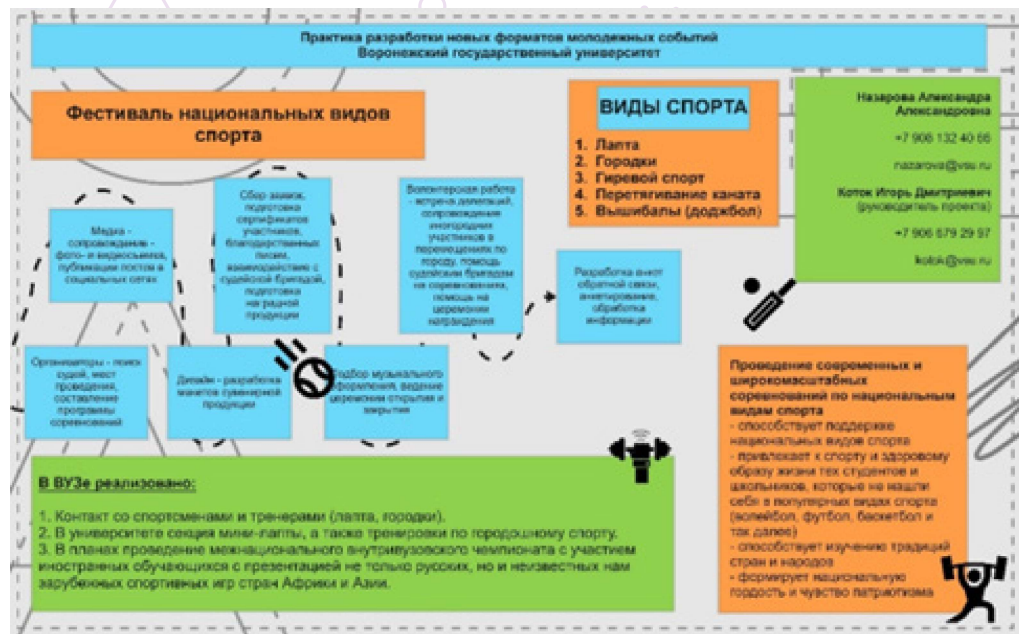 Практика разработки новых форматов молодежных событий
Воронежский государственный университет
Фестиваль национальных видов
спорта
ВИДЫ СПОРТА
1. Лапта
2. Городки
3. Гиревой спорт
4. Перетягивание каната
5. Вышибалы (доджбол)
Назарова Александра
Александровна
+7 906 132 40 66
nazarova@vsu.ru
Коток Игорь Дмитриевич
(руководитель проекта)
+7 906 679 29 97
kotok@vsu.ru
Медиа -
сопровождение -
фото- и видеосъемка,
публикации постов в
социальных сетях
Сбор заявок,
подготовка
сертификатов
участников,
благодарственных
писем,
взаимодействие с
судейской бригадой,
подготовка
наградной
продукции
Волонтерская работа
- встреча делегаций,
сопровождение
иногородних
участников в
перемещениях по
городу, помощь
судейским бригадам
на соревнованиях,
помощь на
церемонии
награждения
Разработка анкет
обратной связи,
анкетирование,
обработка
информации
Организаторы - поиск
судей, мест
проведения,
составление
программы
соревнований
Дизайн - разработка
макетов сувенирной
продукции
Подбор музыкального
оформления, ведение
церемонии открытия и
закрытия
В ВУЗе реализовано:
1. Контакт со спортсменами и тренерами (лапта, городки).
2. В университете секция мини-лапты, а также тренировки по городошному спорту.
3. В планах проведение межнационального внутривузовского чемпионата с участием
иностранных обучающихся с презентацией не только русских, но и неизвестных нам
зарубежных спортивных игр стран Африки и Азии.
Проведение современных и
широкомасштабных
соревнований по национальным
видам спорта
- способствует поддержке
национальных видов спорта
- привлекает к спорту и здоровому
образу жизни тех студентов и
школьников, которые не нашли
себя в популярных видах спорта
(волейбол, футбол, баскетбол и
так далее)
- способствует изучению традиций
стран и народов
- формирует национальную
гордость и чувство патриотизма